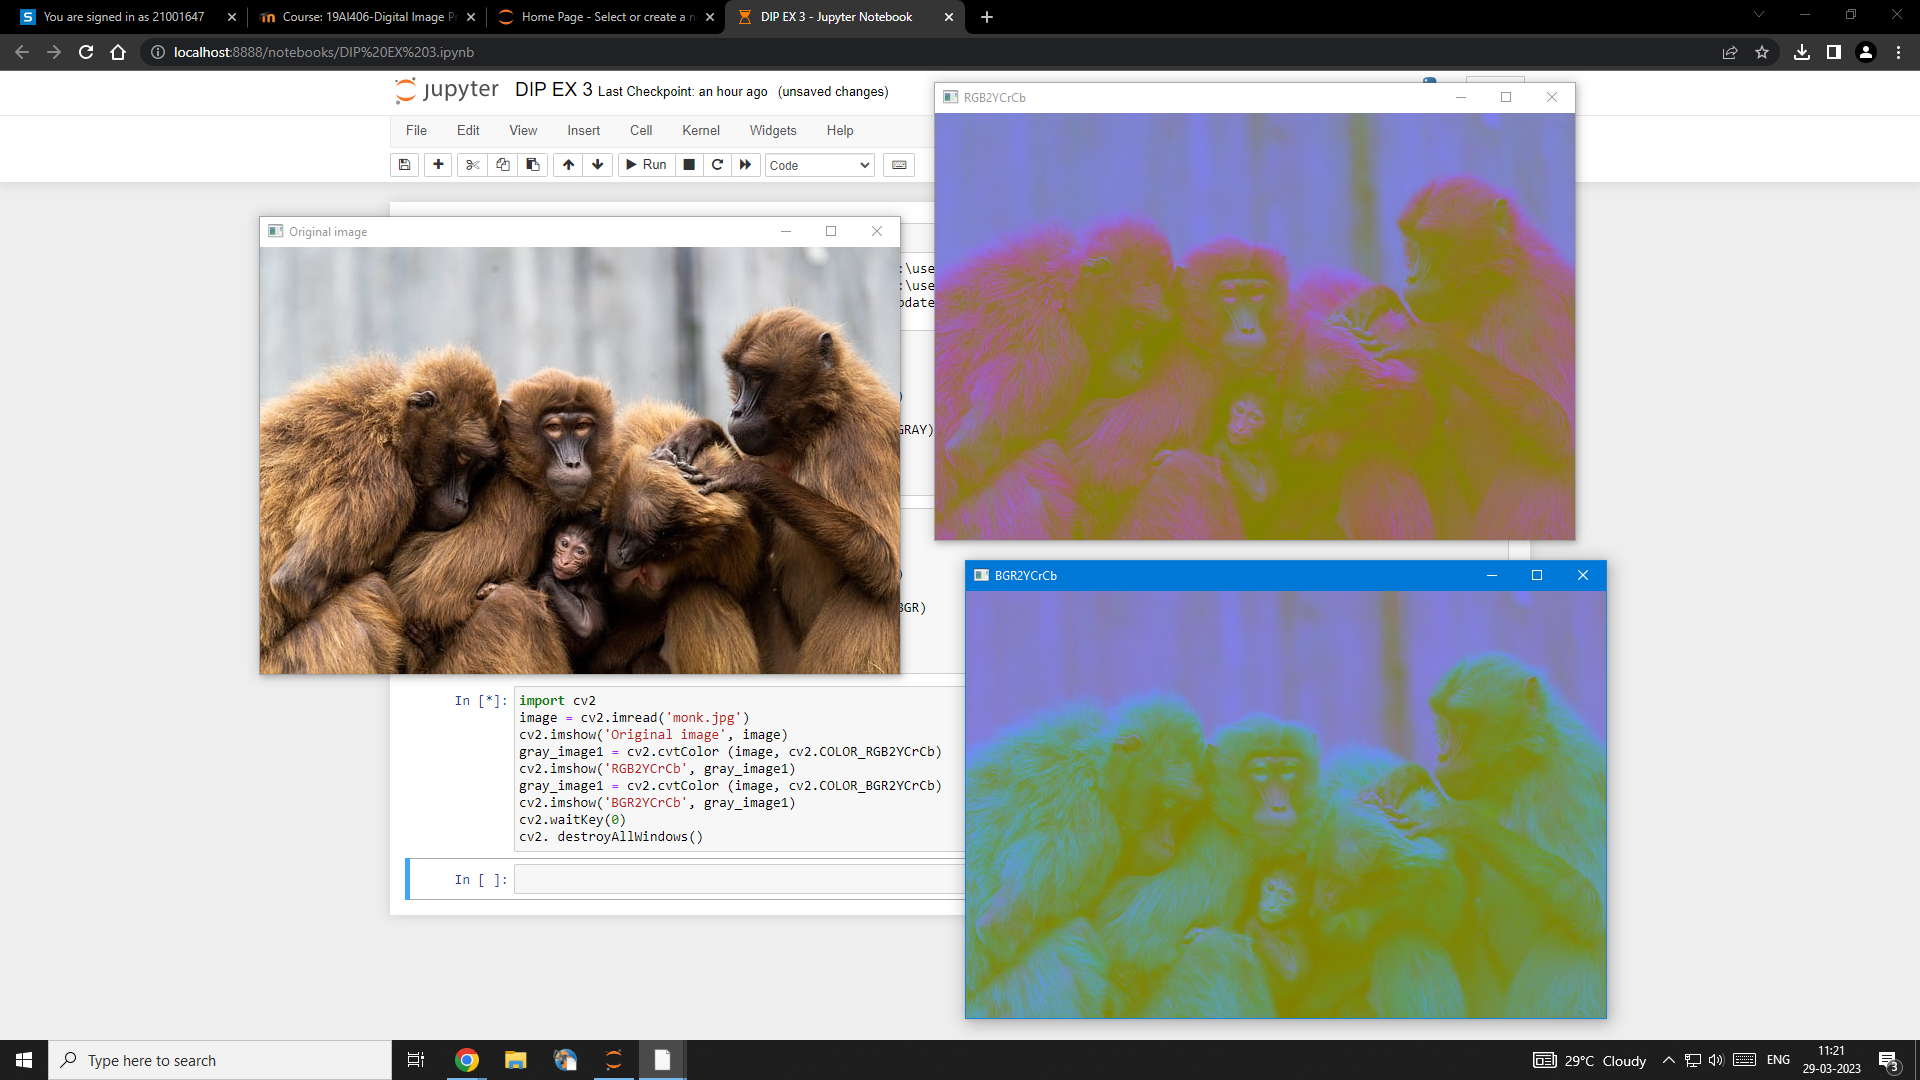 You are signed in as 21001647
Course: 19AI406-Digital Image Pr
Home Page - Select or create a n
DIP EX 3 - Jupyter Notebook
localhost:8888/notebooks/DIP%20EX%203.ipynb
jupyter DIP EX 3 Last Checkpoint: an hour ago (unsaved changes)
File Edit View Insert Cell Kernel Widgets Help
Run Code
RGB2YCrCb
Original image
:\use
:\use
pdate
)
GRAY)
)
BGR)
BGR2YCrCb
In [*]: import cv2
image = cv2.imread('monk.jpg')
cv2.imshow('Original image', image)
gray_image1 = cv2.cvtColor (image, cv2.COLOR_RGB2YCrCb)
cv2.imshow('RGB2YCrCb', gray_image1)
gray_image1 = cv2.cvtColor (image, cv2.COLOR_BGR2YCrCb)
cv2.imshow('BGR2YCrCb', gray_image1)
cv2.waitKey(0)
cv2. destroyAllWindows()
In [ ]:
Type here to search
29°C Cloudy
ENG
11:21
29-03-2023
3